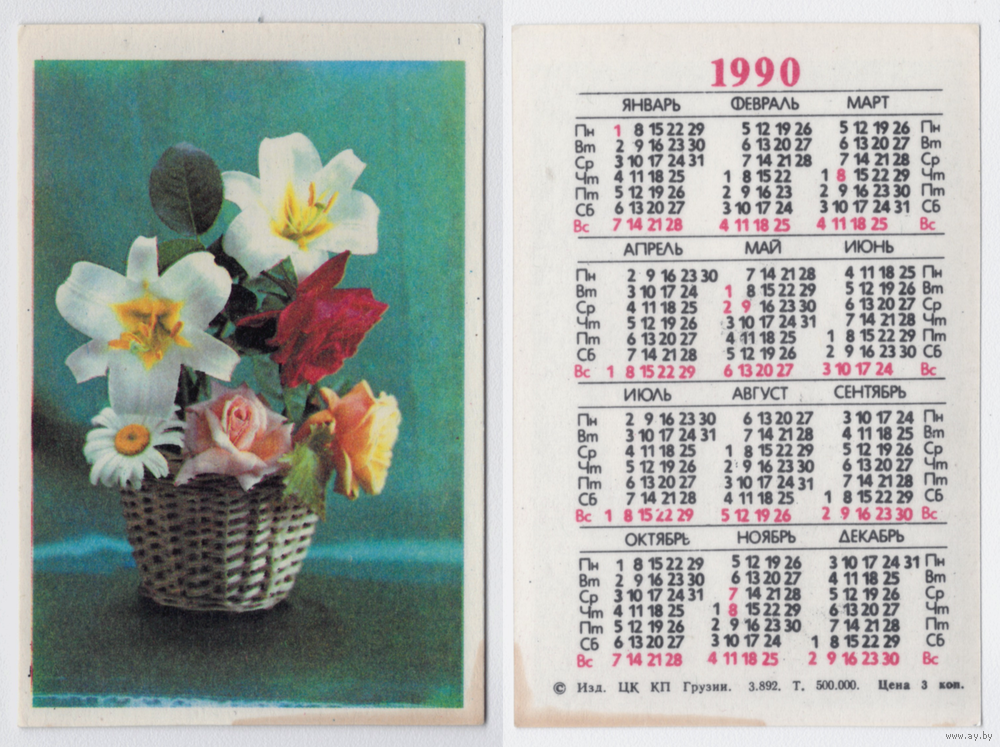 1
1990
ЯНВАРЬ ФЕВРАЛЬ МАРТ
Пн 1 8 15 22 29 5 12 19 26 5 12 19 26 Пн
Вт 2 9 16 23 30 6 13 20 27 6 13 20 27 Вт
Ср 3 10 17 24 31 7 14 21 28 7 14 21 28 Ср
Чт 4 11 18 25 1 8 15 22 1 8 15 22 29 Чт
Пт 5 12 19 26 2 9 16 23 2 9 16 23 30 Пт
Сб 6 13 20 27 3 10 17 24 3 10 17 24 31 Сб
Вс 7 14 21 28 4 11 18 25 4 11 18 25 Вс
АПРЕЛЬ МАЙ ИЮНЬ
Пн 2 9 16 23 30 7 14 21 28 4 11 18 25 Пн
Вт 3 10 17 24 1 8 15 22 29 5 12 19 26 Вт
Ср 4 11 18 25 2 9 16 23 30 6 13 20 27 Ср
Чт 5 12 19 26 3 10 17 24 31 7 14 21 28 Чт
Пт 6 13 20 27 4 11 18 25 1 8 15 22 29 Пт
Сб 7 14 21 28 5 12 19 26 2 9 16 23 30 Сб
Вс 1 8 15 22 29 6 13 20 27 3 10 17 24 Вс
ИЮЛЬ АВГУСТ СЕНТЯБРЬ
Пн 2 9 16 23 30 6 13 20 27 3 10 17 24 Пн
Вт 3 10 17 24 31 7 14 21 28 4 11 18 25 Вт
Ср 4 11 18 25 1 8 15 22 29 5 12 19 26 Ср
Чт 5 12 19 26 2 9 16 23 30 6 13 20 27 Чт
Пт 6 13 20 27 3 10 17 24 31 7 14 21 28 Пт
Сб 7 14 21 28 4 11 18 25 1 8 15 22 29 Сб
Вс 1 8 15 22 29 5 12 19 26 2 9 16 23 30 Вс
ОКТЯБРЬ НОЯБРЬ ДЕКАБРЬ
Пн 1 8 15 22 29 5 12 19 26 3 10 17 24 31 Пн
Вт 2 9 16 23 30 6 13 20 27 4 11 18 25 Вт
Ср 3 10 17 24 31 7 14 21 28 5 12 19 26 Ср
Чт 4 11 18 25 1 8 15 22 29 6 13 20 27 Чт
Пт 5 12 19 26 2 9 16 23 30 7 14 21 28 Пт
Сб 6 13 20 27 3 10 17 24 1 8 15 22 29 Сб
Вс 7 14 21 28 4 11 18 25 2 9 16 23 30 Вс
© Изд. ЦК КП Грузии. 3.892. Т. 500.000. Цена 3 коп.
www.ay.by